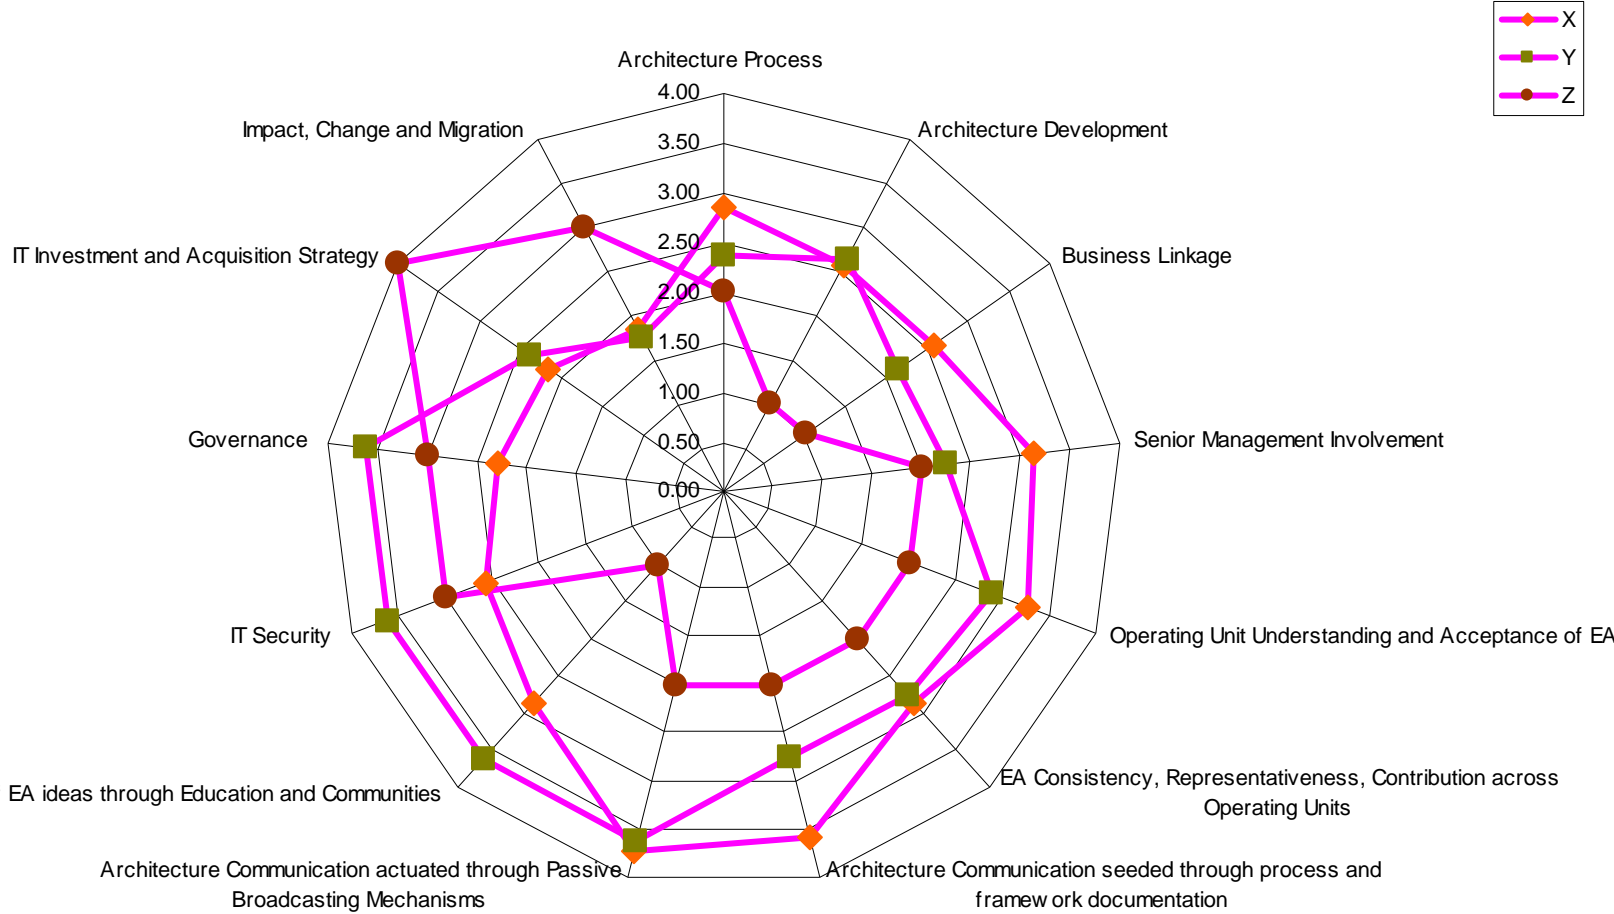 X
Y
Z
Architecture Process
4.00
3.50
3.00
2.50
2.00
1.50
1.00
0.50
0.00
Architecture Development
Business Linkage
Senior Management Involvement
Operating Unit Understanding and Acceptance of EA
EA Consistency, Representativeness, Contribution across
Operating Units
Architecture Communication seeded through process and
framew ork documentation
Architecture Communication actuated through Passive
Broadcasting Mechanisms
EA ideas through Education and Communities
IT Security
Governance
IT Investment and Acquisition Strategy
Impact, Change and Migration